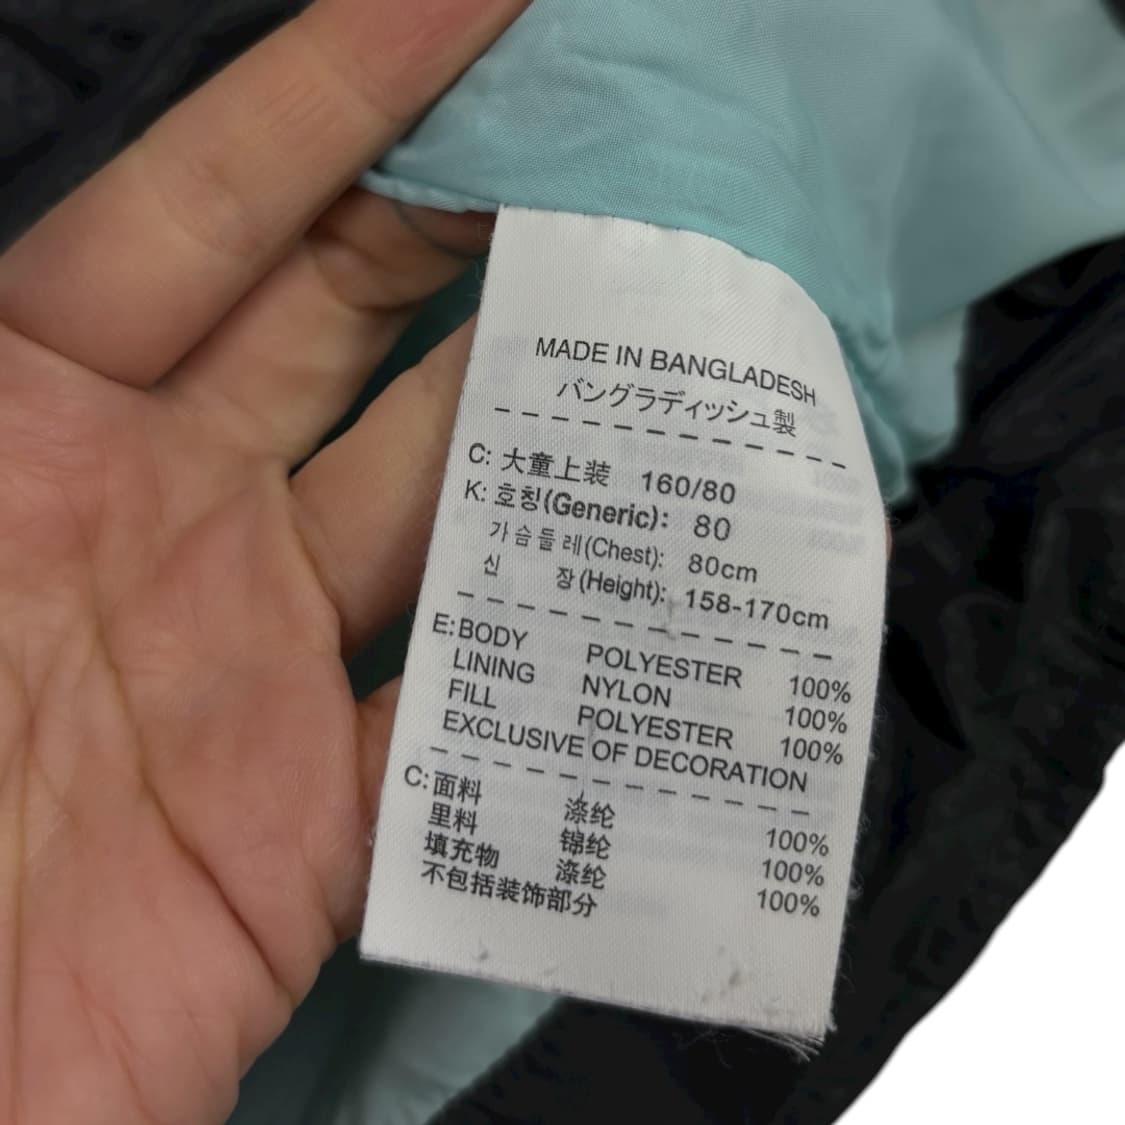 MADE IN BANGLADESH
バングラディッシュ製
C: 大童上装 160/80
K: 호칭(Generic): 80
가슴둘레(Chest): 80cm
신 장(Height): 158-170cm
E: BODY POLYESTER 100%
LINING NYLON 100%
FILL POLYESTER 100%
EXCLUSIVE OF DECORATION
C: 面料 涤纶 100%
里料 锦纶 100%
填充物 涤纶 100%
不包括装饰部分